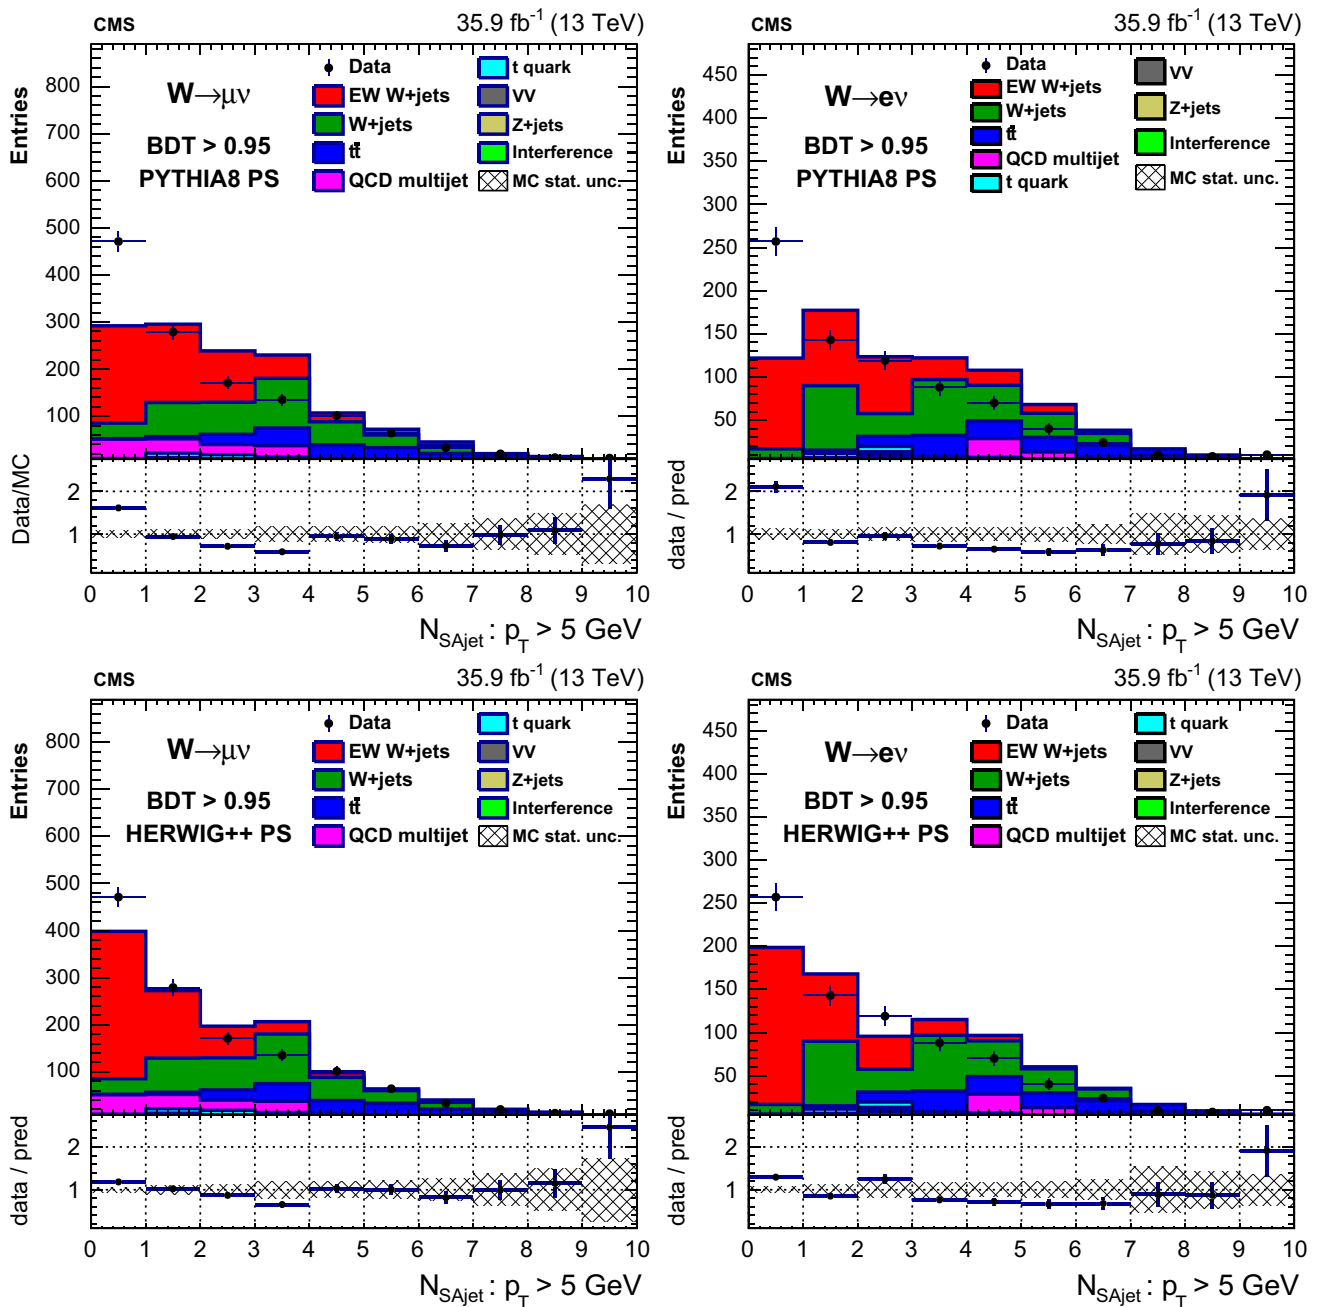 CMS 35.9 fb⁻¹ (13 TeV)
Entries
W→μν
BDT > 0.95
PYTHIA8 PS
Data
EW W+jets
W+jets
tt̄
QCD multijet
t quark
VV
Z+jets
Interference
MC stat. unc.
800
700
600
500
400
300
200
100
Data/MC
2
1
0 1 2 3 4 5 6 7 8 9 10
N_SAjet : p_T > 5 GeV
CMS 35.9 fb⁻¹ (13 TeV)
Entries
W→eν
BDT > 0.95
PYTHIA8 PS
Data
EW W+jets
W+jets
tt̄
QCD multijet
t quark
VV
Z+jets
Interference
MC stat. unc.
450
400
350
300
250
200
150
100
50
data / pred
2
1
0 1 2 3 4 5 6 7 8 9 10
N_SAjet : p_T > 5 GeV
CMS 35.9 fb⁻¹ (13 TeV)
Entries
W→μν
BDT > 0.95
HERWIG++ PS
Data
EW W+jets
W+jets
tt̄
QCD multijet
t quark
VV
Z+jets
Interference
MC stat. unc.
800
700
600
500
400
300
200
100
data / pred
2
1
0 1 2 3 4 5 6 7 8 9 10
N_SAjet : p_T > 5 GeV
CMS 35.9 fb⁻¹ (13 TeV)
Entries
W→eν
BDT > 0.95
HERWIG++ PS
Data
EW W+jets
W+jets
tt̄
QCD multijet
t quark
VV
Z+jets
Interference
MC stat. unc.
450
400
350
300
250
200
150
100
50
data / pred
2
1
0 1 2 3 4 5 6 7 8 9 10
N_SAjet : p_T > 5 GeV